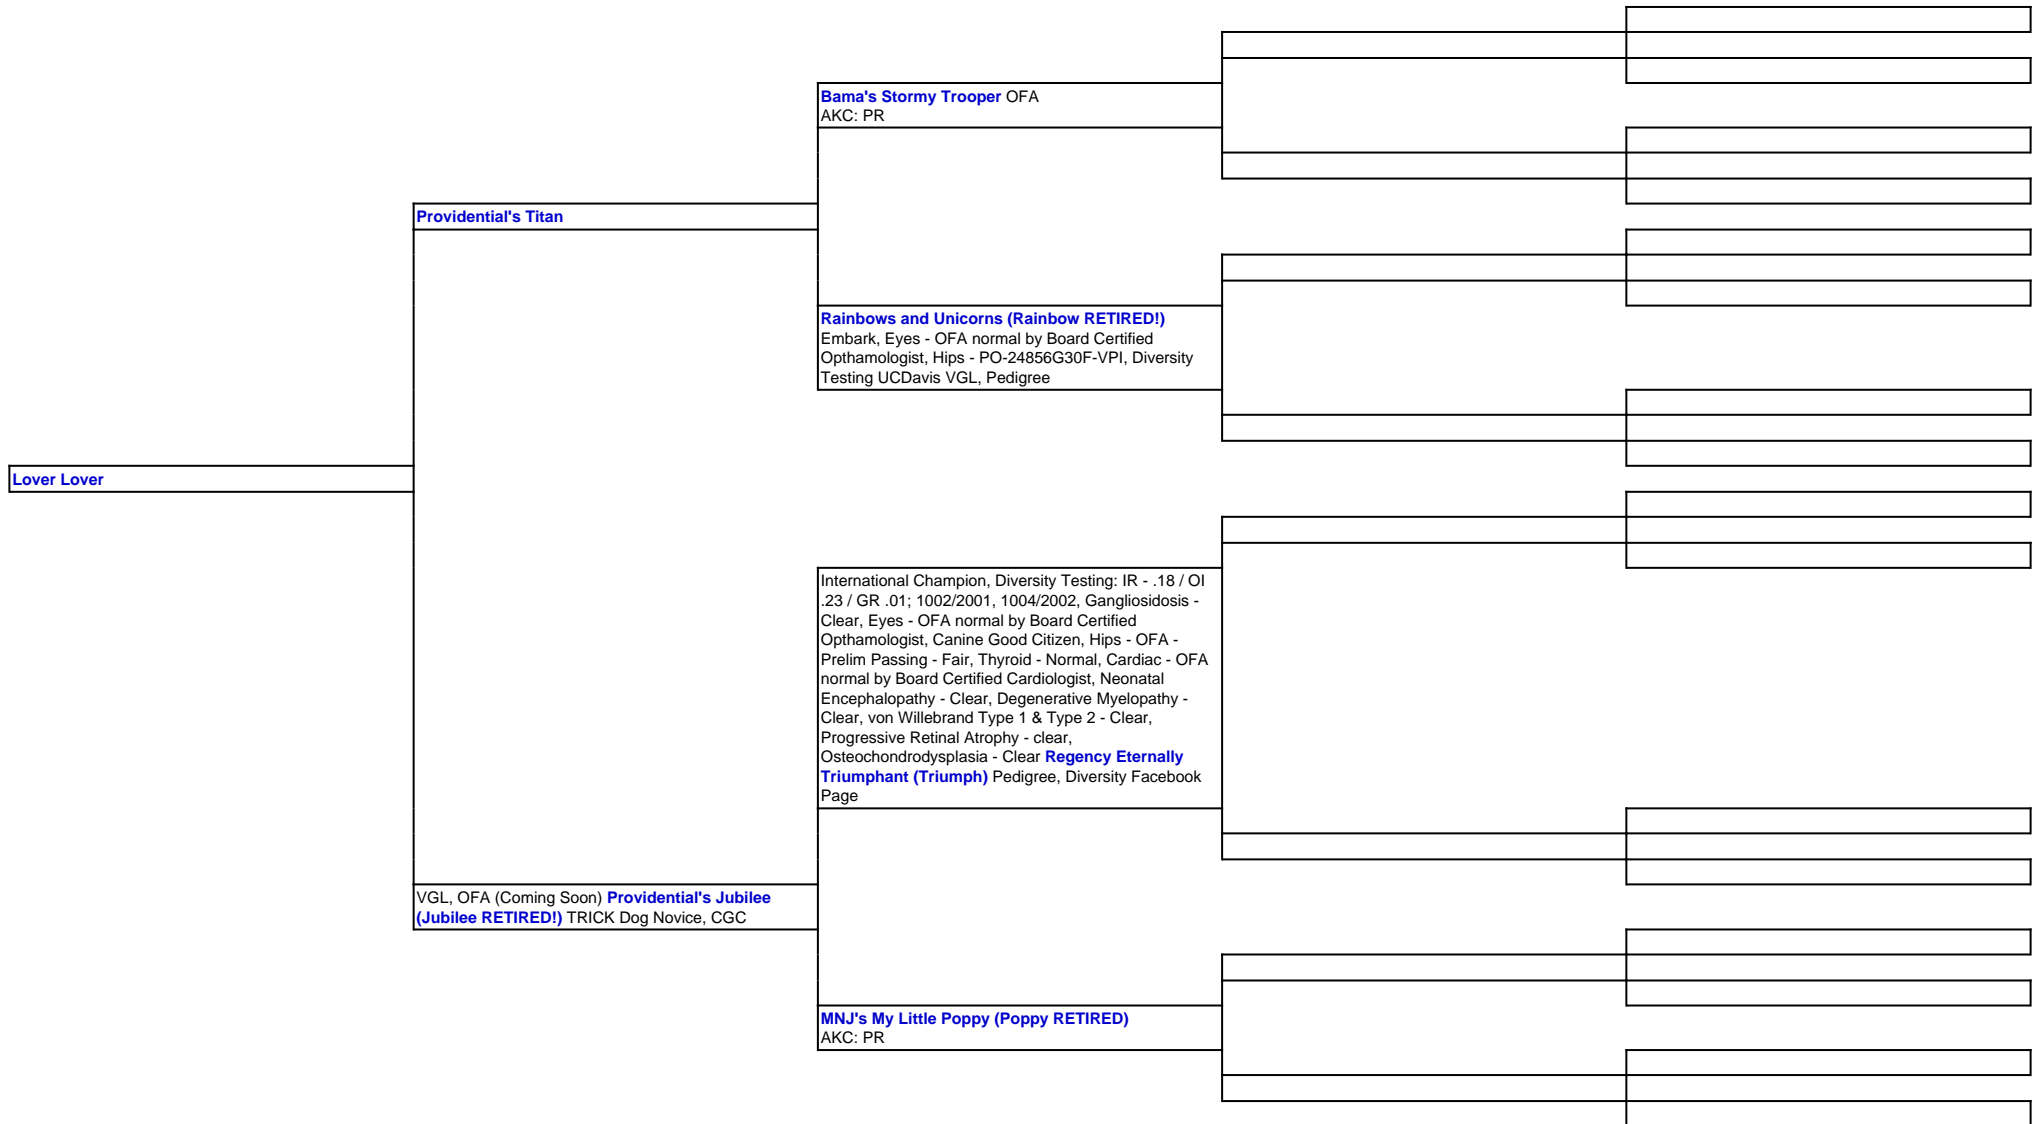 Bama's Stormy Trooper OFA
AKC: PR
Providential's Titan
Rainbows and Unicorns (Rainbow RETIRED!)
Embark, Eyes - OFA normal by Board Certified
Opthamologist, Hips - PO-24856G30F-VPI, Diversity
Testing UCDavis VGL, Pedigree
Lover Lover
International Champion, Diversity Testing: IR - .18 / OI
.23 / GR .01; 1002/2001, 1004/2002, Gangliosidosis -
Clear, Eyes - OFA normal by Board Certified
Opthamologist, Canine Good Citizen, Hips - OFA -
Prelim Passing - Fair, Thyroid - Normal, Cardiac - OFA
normal by Board Certified Cardiologist, Neonatal
Encephalopathy - Clear, Degenerative Myelopathy -
Clear, von Willebrand Type 1 & Type 2 - Clear,
Progressive Retinal Atrophy - clear,
Osteochondrodysplasia - Clear Regency Eternally
Triumphant (Triumph) Pedigree, Diversity Facebook
Page
VGL, OFA (Coming Soon) Providential's Jubilee
(Jubilee RETIRED!) TRICK Dog Novice, CGC
MNJ's My Little Poppy (Poppy RETIRED)
AKC: PR